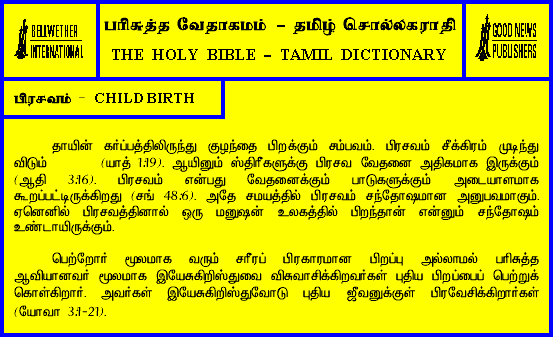 BELLWETHER
INTERNATIONAL
பரிசுத்த வேதாகமம் - தமிழ் சொல்லகராதி
THE HOLY BIBLE - TAMIL DICTIONARY
GOOD NEWS
PUBLISHERS
பிரசவம் - CHILD BIRTH
தாயின் கர்ப்பத்திலிருந்து குழந்தை பிறக்கும் சம்பவம். பிரசவம் சீக்கிரம் முடிந்து
விடும் (யாத் 1:19). ஆயினும் ஸ்திரீகளுக்கு பிரசவ வேதனை அதிகமாக இருக்கும்
(ஆதி 3:16). பிரசவம் என்பது வேதனைக்கும் பாடுகளுக்கும் அடையாளமாக
கூறப்பட்டிருக்கிறது (சங் 48:6). அதே சமயத்தில் பிரசவம் சந்தோஷமான அனுபவமாகும்.
ஏனெனில் பிரசவத்தினால் ஒரு மனுஷன் உலகத்தில் பிறந்தான் என்னும் சந்தோஷம்
உண்டாயிருக்கும்.
பெற்றோர் மூலமாக வரும் சரீரப் பிரகாரமான பிறப்பு அல்லாமல் பரிசுத்த
ஆவியானவர் மூலமாக இயேசுகிறிஸ்துவை விசுவாசிக்கிறவர்கள் புதிய பிறப்பைப் பெற்றுக்
கொள்கிறார். அவர்கள் இயேசுகிறிஸ்துவோடு புதிய ஜீவனுக்குள் பிரவேசிக்கிறார்கள்
(யோவா 3:1-21).